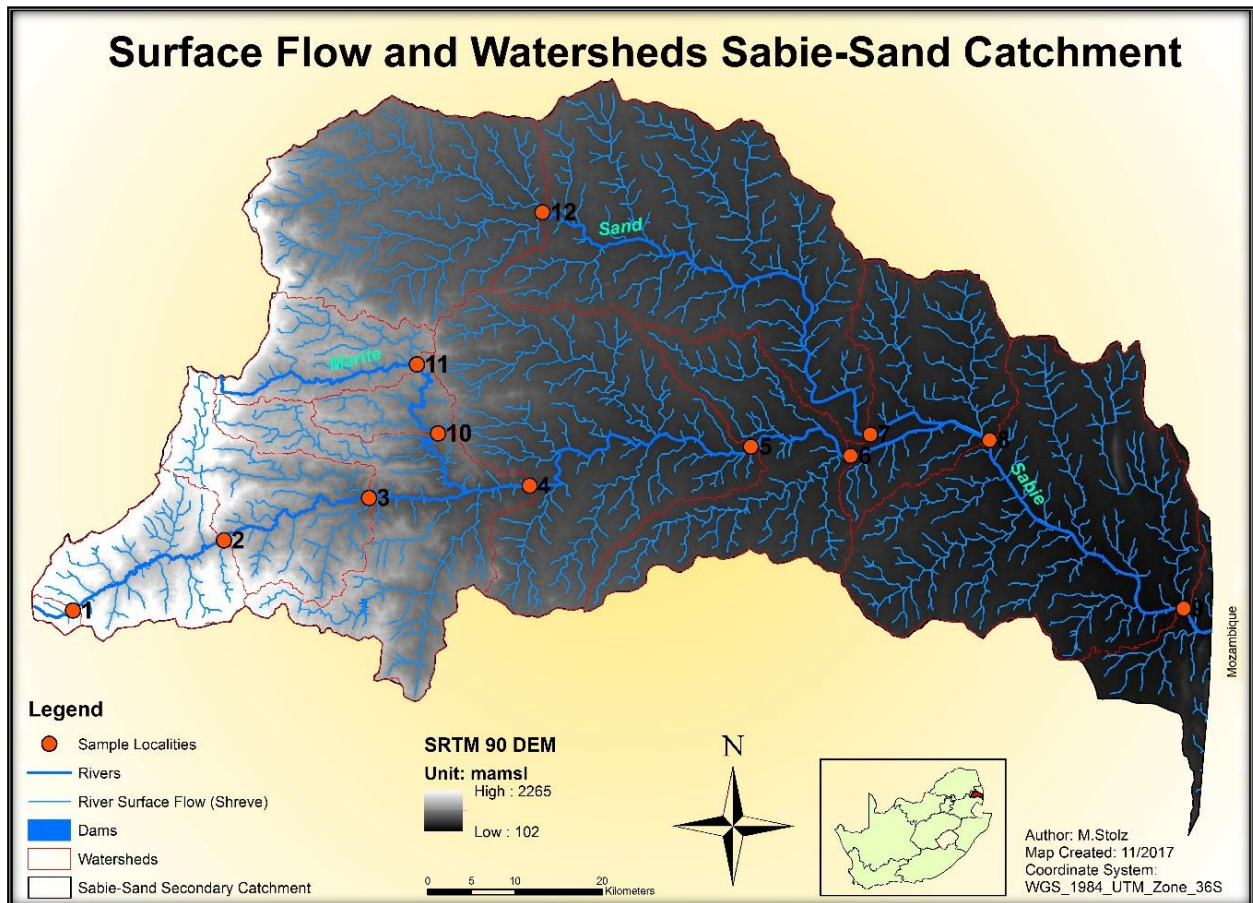 Surface Flow and Watersheds Sabie-Sand Catchment
12
Sand
Marite
11
10
7
5
6
8
4
3
Sabie
2
1
9
Mozambique
Legend
Sample Localities
Rivers
River Surface Flow (Shreve)
Dams
Watersheds
Sabie-Sand Secondary Catchment
SRTM 90 DEM
Unit: mamsl
High : 2265
Low : 102
0 5 10 20
Kilometers
N
Author: M.Stolz
Map Created: 11/2017
Coordinate System:
WGS_1984_UTM_Zone_36S